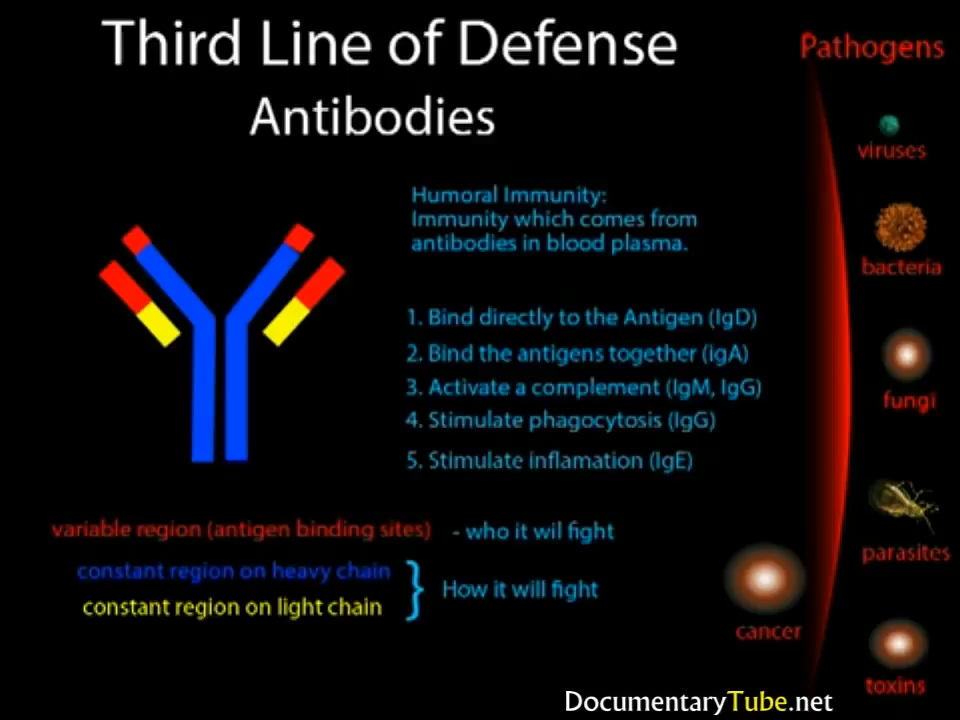 Third Line of Defense
Antibodies
Pathogens
viruses
Humoral Immunity:
Immunity which comes from
antibodies in blood plasma.
bacteria
1. Bind directly to the Antigen (IgD)
2. Bind the antigens together (igA)
3. Activate a complement (IgM, IgG)
4. Stimulate phagocytosis (IgG)
5. Stimulate inflamation (IgE)
fungi
variable region (antigen binding sites) - who it wil fight
constant region on heavy chain
constant region on light chain
How it will fight
parasites
cancer
toxins
DocumentaryTube.net